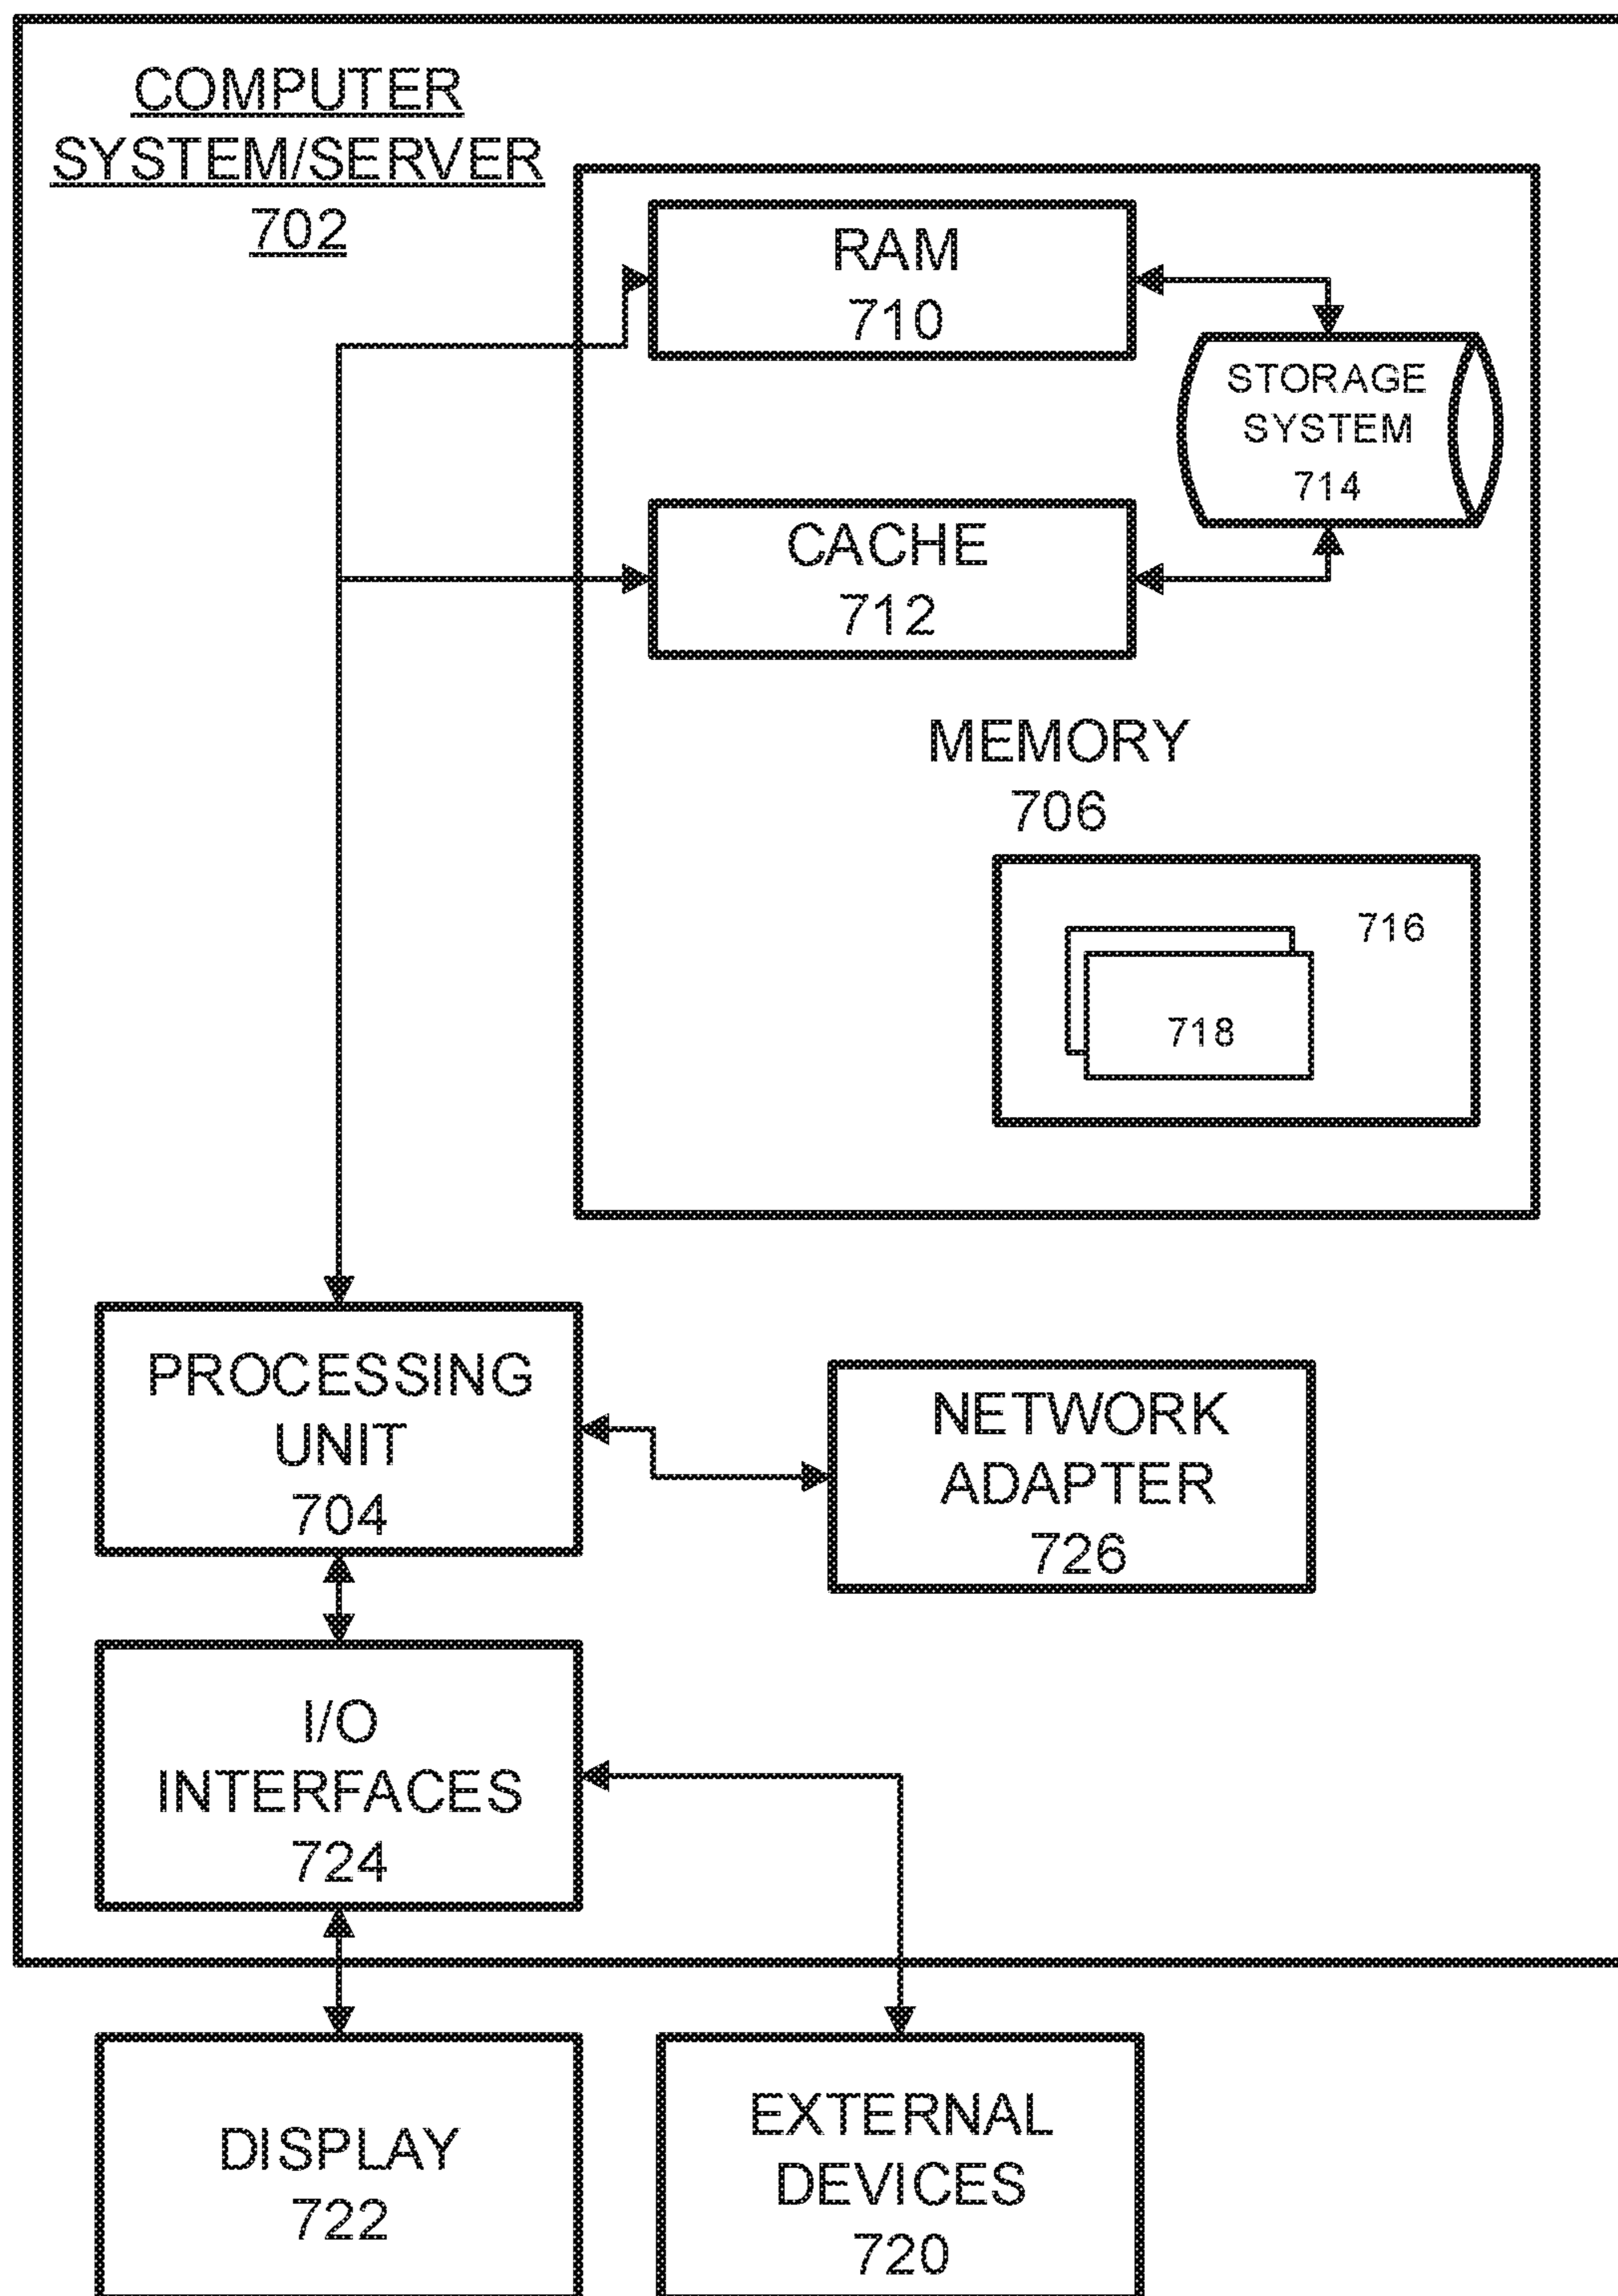 COMPUTER
SYSTEM/SERVER
702
RAM
710
STORAGE
SYSTEM
714
CACHE
712
MEMORY
706
716
718
PROCESSING
UNIT
704
NETWORK
ADAPTER
726
I/O
INTERFACES
724
DISPLAY
722
EXTERNAL
DEVICES
720